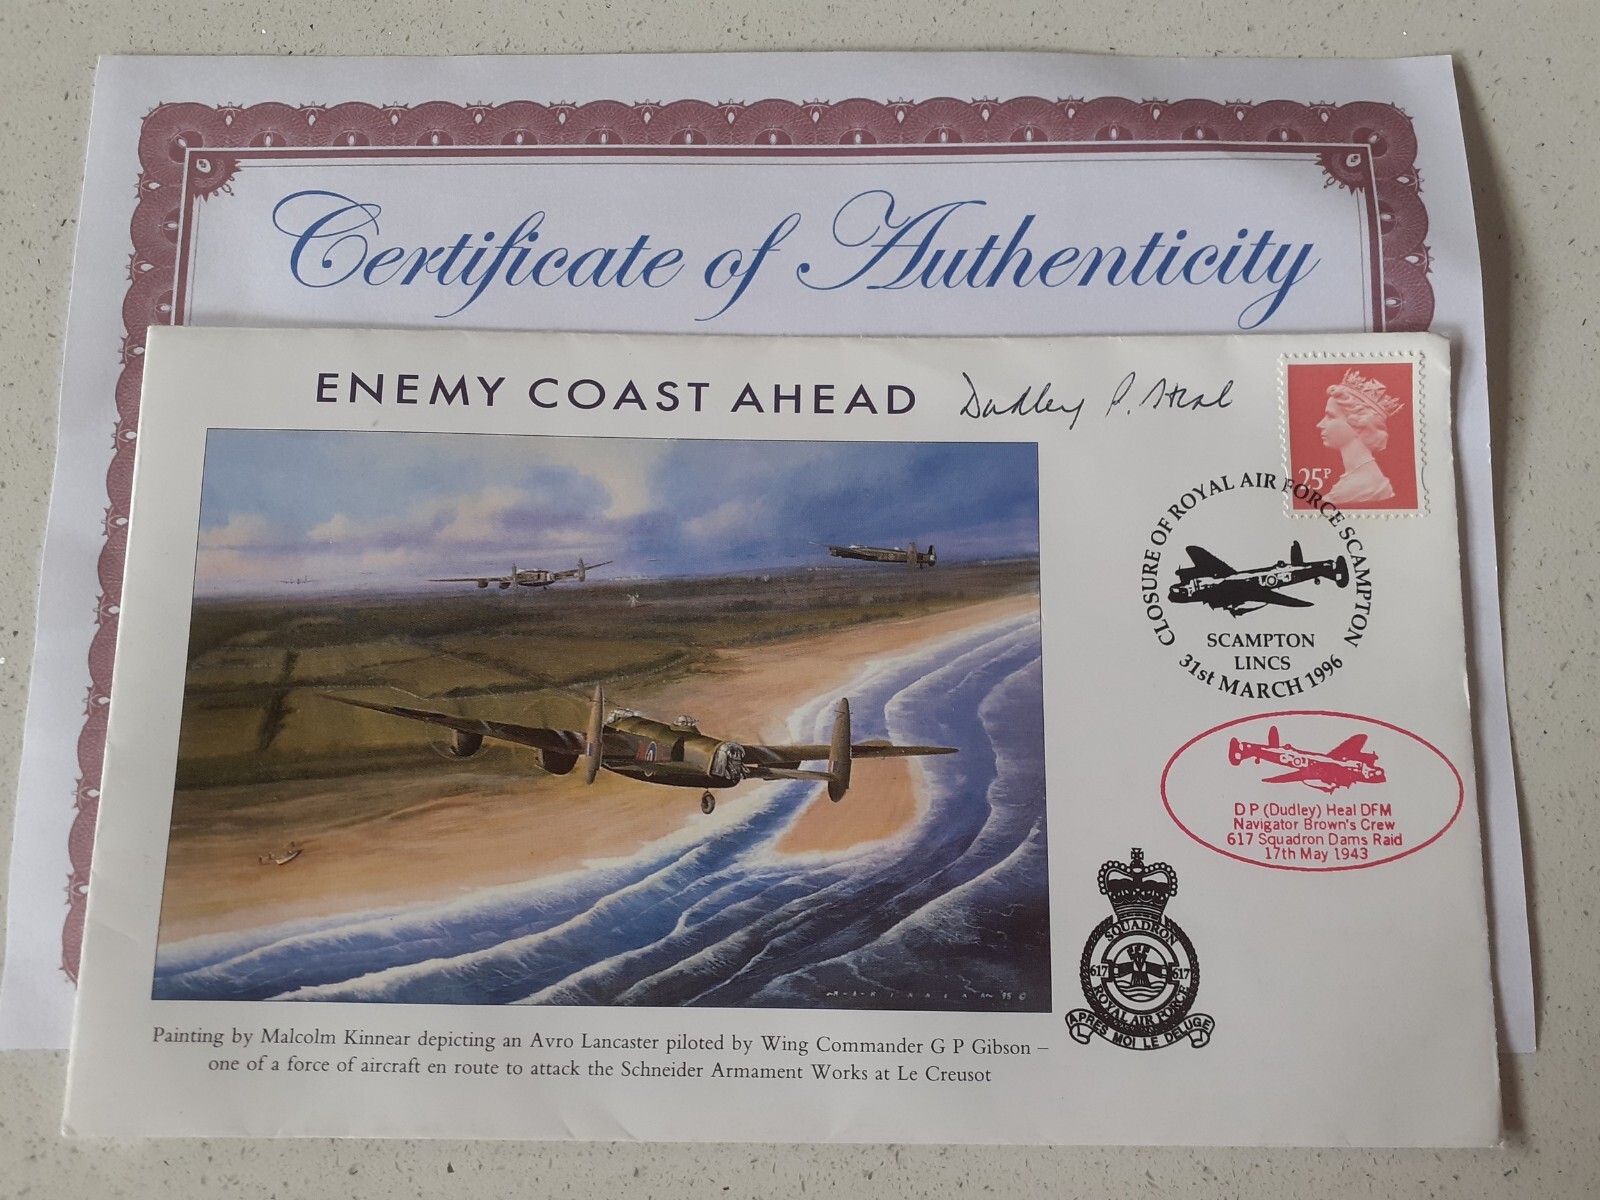 Certificate of Authenticity
ENEMY COAST AHEAD
Dudley P. Heal
25P
CLOSURE OF ROYAL AIR FORCE SCAMPTON
SCAMPTON
LINCS
31st MARCH 1996
D P (Dudley) Heal DFM
Navigator Brown's Crew
617 Squadron Dams Raid
17th May 1943
SQUADRON
617 617
ROYAL AIR FORCE
APRES MOI LE DELUGE
Painting by Malcolm Kinnear depicting an Avro Lancaster piloted by Wing Commander G P Gibson –
one of a force of aircraft en route to attack the Schneider Armament Works at Le Creusot